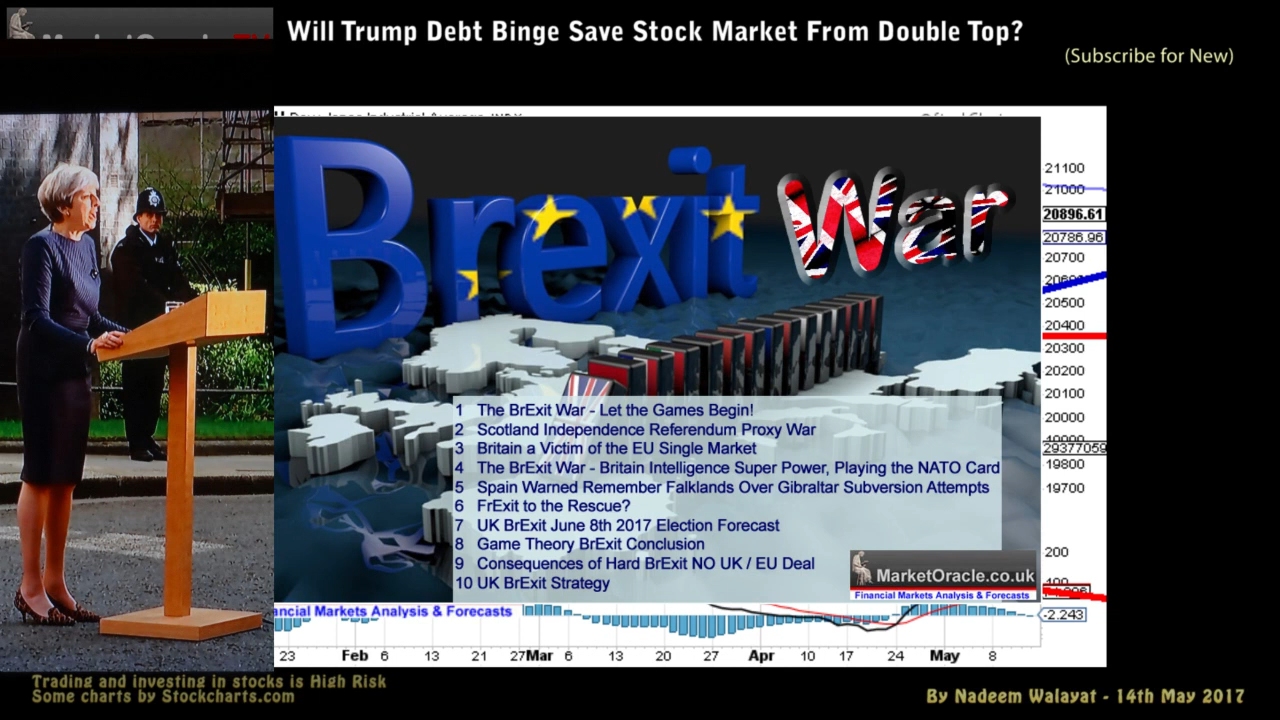 Will Trump Debt Binge Save Stock Market From Double Top?
(Subscribe for New)
Brexit War
21100
21000
20896.61
20786.96
20700
20600
20500
20400
20300
20200
20100
20000
29377059
19800
19700
1 The BrExit War - Let the Games Begin!
2 Scotland Independence Referendum Proxy War
3 Britain a Victim of the EU Single Market
4 The BrExit War - Britain Intelligence Super Power, Playing the NATO Card
5 Spain Warned Remember Falklands Over Gibraltar Subversion Attempts
6 FrExit to the Rescue?
7 UK BrExit June 8th 2017 Election Forecast
8 Game Theory BrExit Conclusion
9 Consequences of Hard BrExit NO UK / EU Deal
10 UK BrExit Strategy
MarketOracle.co.uk
Financial Markets Analysis & Forecasts
200
100
-2.243
ncial Markets Analysis & Forecasts
23 Feb 6 13 21 27 Mar 6 13 20 27 Apr 10 17 24 May 8
Trading and investing in stocks is High Risk
Some charts by Stockcharts.com
By Nadeem Walayat - 14th May 2017